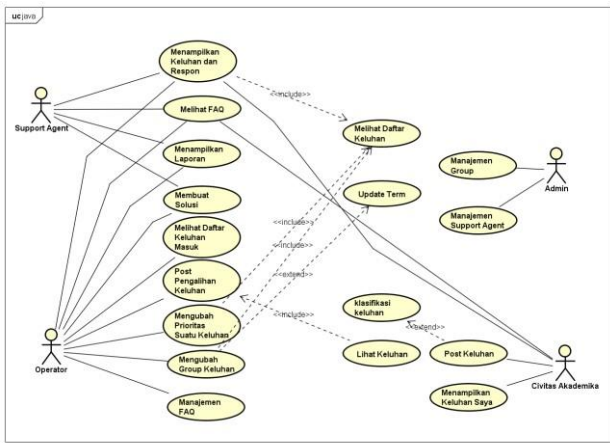 uc java
Menampilkan
Keluhan dan
Respon
<<include>>
Support Agent
Melihat FAQ
Melihat Daftar
Keluhan
Menampilkan
Laporan
Manajemen
Group
Admin
Membuat
Solusi
Update Term
Manajemen
Support Agent
Melihat Daftar
Keluhan
Masuk
<<include>>
<<include>>
Post
Pengalihan
Keluhan
<<extend>>
klasifikasi
keluhan
Mengubah
Prioritas
Suatu Keluhan
<<include>>
<<extend>>
Operator
Mengubah
Group Keluhan
Lihat Keluhan
Post Keluhan
Civitas Akademika
Manajemen
FAQ
Menampilkan
Keluhan Saya